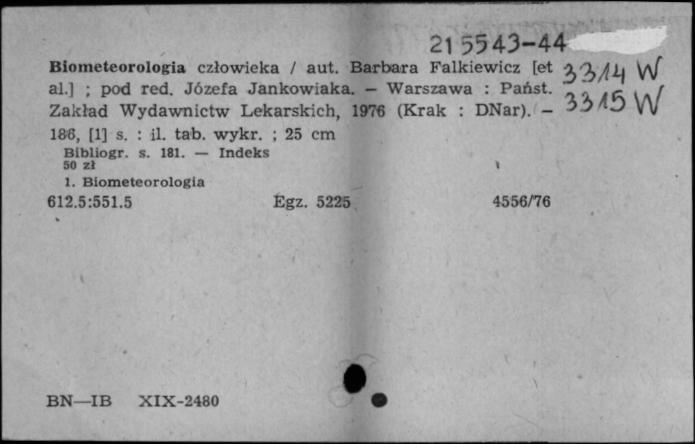 215543-44
Biometeorologia człowieka / aut. Barbara Falkiewicz [et 3314 W
al.] ; pod red. Józefa Jankowiaka. — Warszawa : Państ. 3315 W
Zakład Wydawnictw Lekarskich, 1976 (Krak : DNar). —
186, [1] s. : il. tab. wykr. ; 25 cm
Bibliogr. s. 181. — Indeks
50 zł
1. Biometeorologia
612.5:551.5 Egz. 5225 4556/76
BN—IB XIX-2480